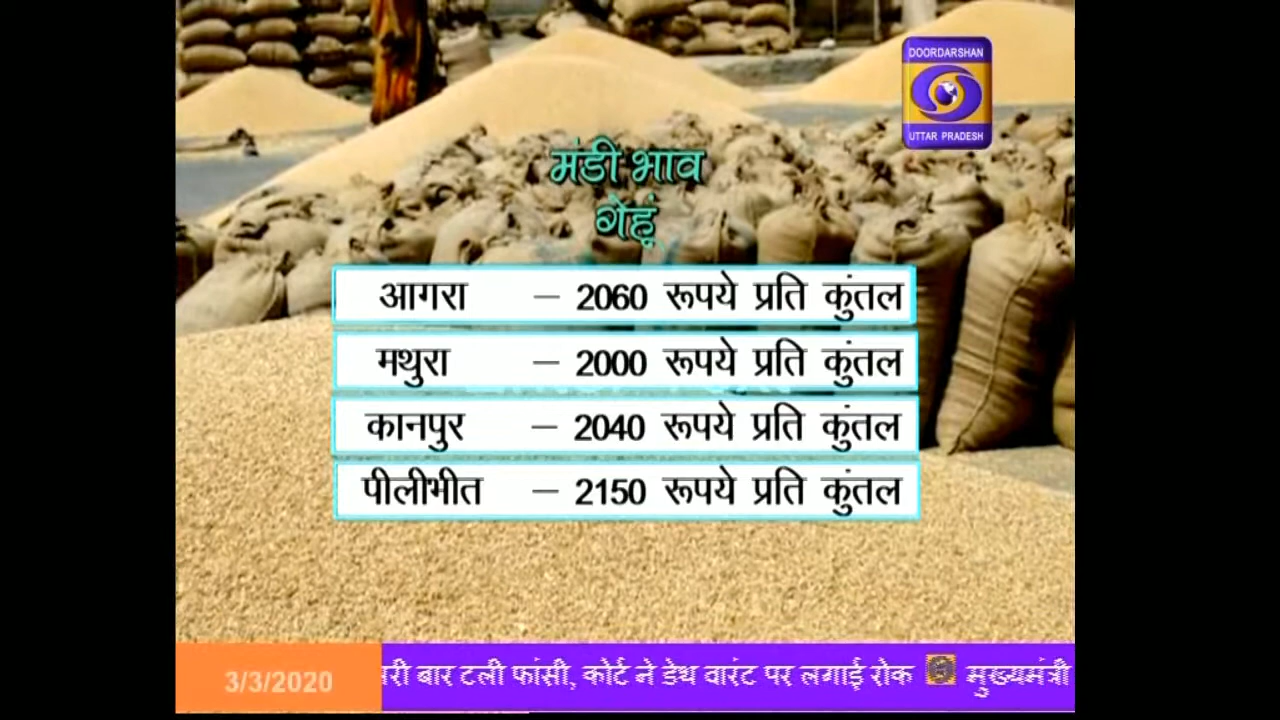 DOORDARSHAN
UTTAR PRADESH
मंडी भाव
गेहूं
आगरा – 2060 रूपये प्रति कुंतल
मथुरा – 2000 रूपये प्रति कुंतल
कानपुर – 2040 रूपये प्रति कुंतल
पीलीभीत – 2150 रूपये प्रति कुंतल
3/3/2020
बार टली फांसी, कोर्ट ने डेथ वारंट पर लगाई रोक मुख्यमंत्री